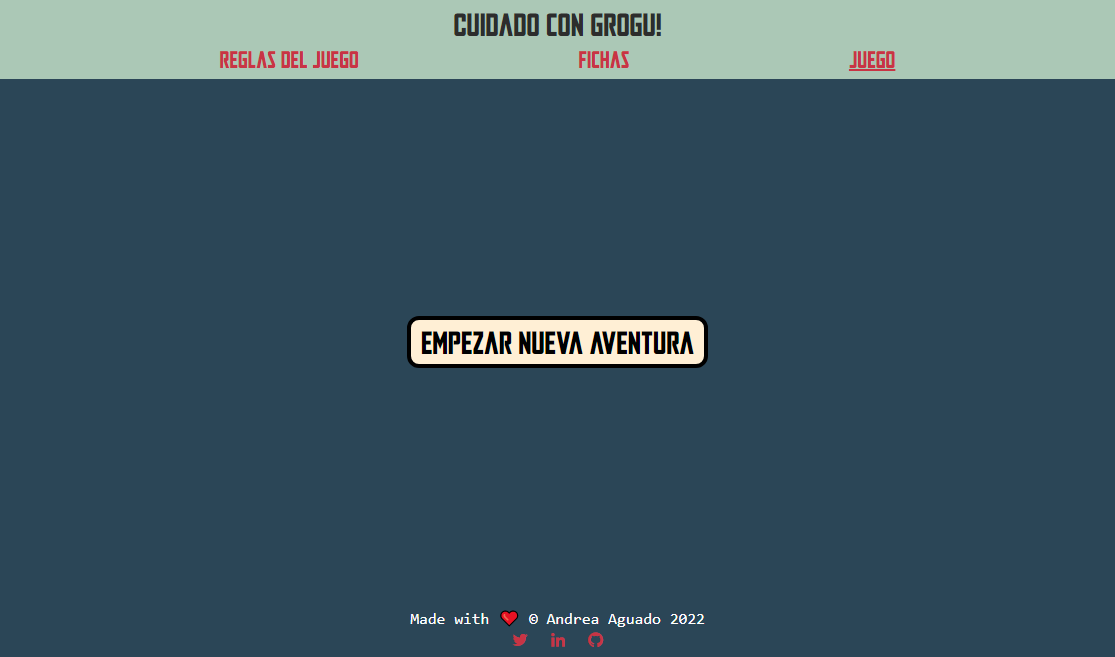 CUIDADO CON GROGU!
REGLAS DEL JUEGO FICHAS JUEGO
EMPEZAR NUEVA AVENTURA
Made with ❤ © Andrea Aguado 2022